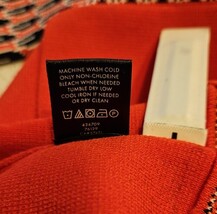 MACHINE WASH COLD
ONLY NON-CHLORINE
BLEACH WHEN NEEDED
TUMBLE DRY LOW
COOL IRON IF NEEDED
OR DRY CLEAN